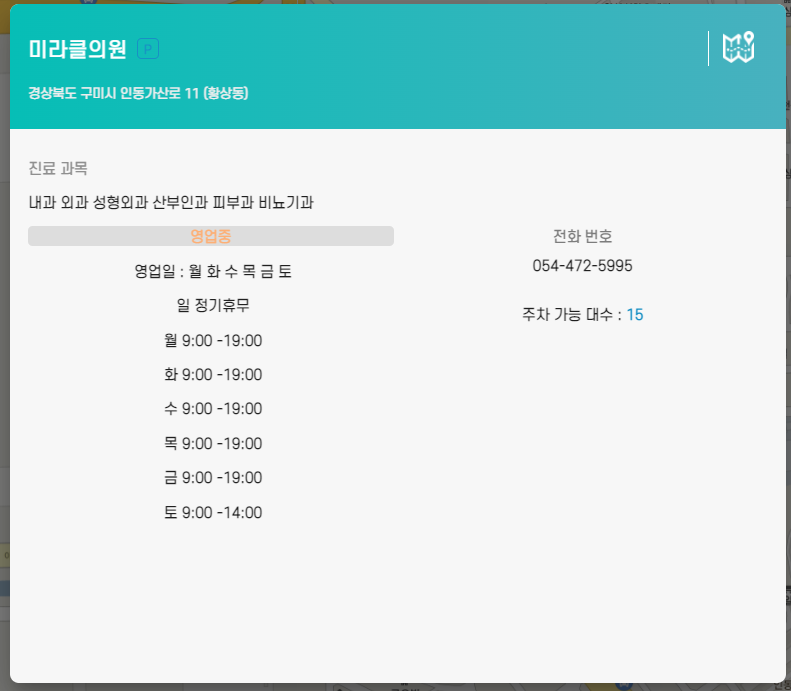 미라클의원 P
경상북도 구미시 인동가산로 11 (황상동)
진료 과목
내과 외과 성형외과 산부인과 피부과 비뇨기과
영업중
영업일 : 월 화 수 목 금 토
일 정기휴무
월 9:00 -19:00
화 9:00 -19:00
수 9:00 -19:00
목 9:00 -19:00
금 9:00 -19:00
토 9:00 -14:00
전화 번호
054-472-5995
주차 가능 대수 : 15